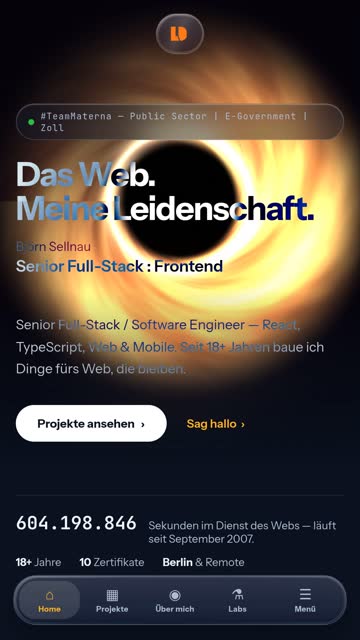 #TeamMaterna — Public Sector | E-Government |
Zoll
Das Web.
Meine Leidenschaft.
Björn Sellnau
Senior Full-Stack : Frontend
Senior Full-Stack / Software Engineer — React,
TypeScript, Web & Mobile. Seit 18+ Jahren baue ich
Dinge fürs Web, die bleiben.
Projekte ansehen ›
Sag hallo ›
604.198.846 Sekunden im Dienst des Webs — läuft
seit September 2007.
18+ Jahre 10 Zertifikate Berlin & Remote
Home Projekte Über mich Labs Menü